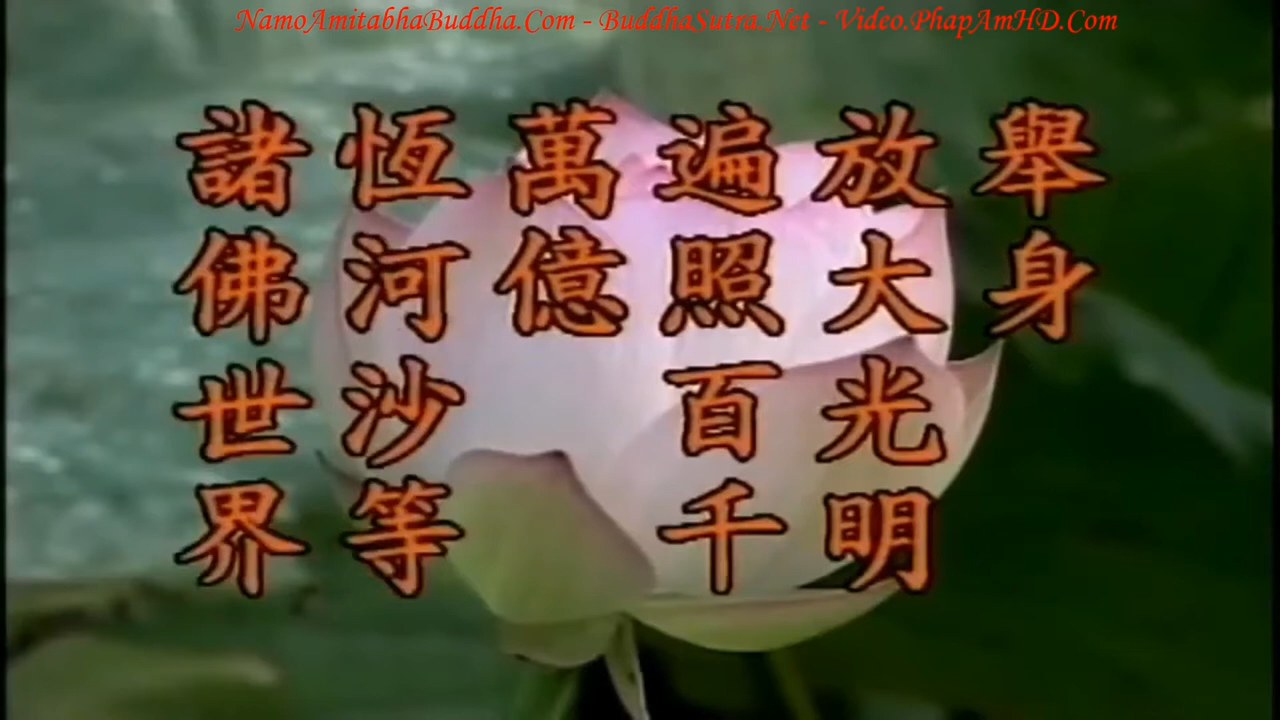 NamoAmitabhaBuddha.Com - BuddhaSutra.Net - Video.PhapAmHD.Com
舉身
放大光明
遍照百千
萬億
恆河沙等
諸佛世界